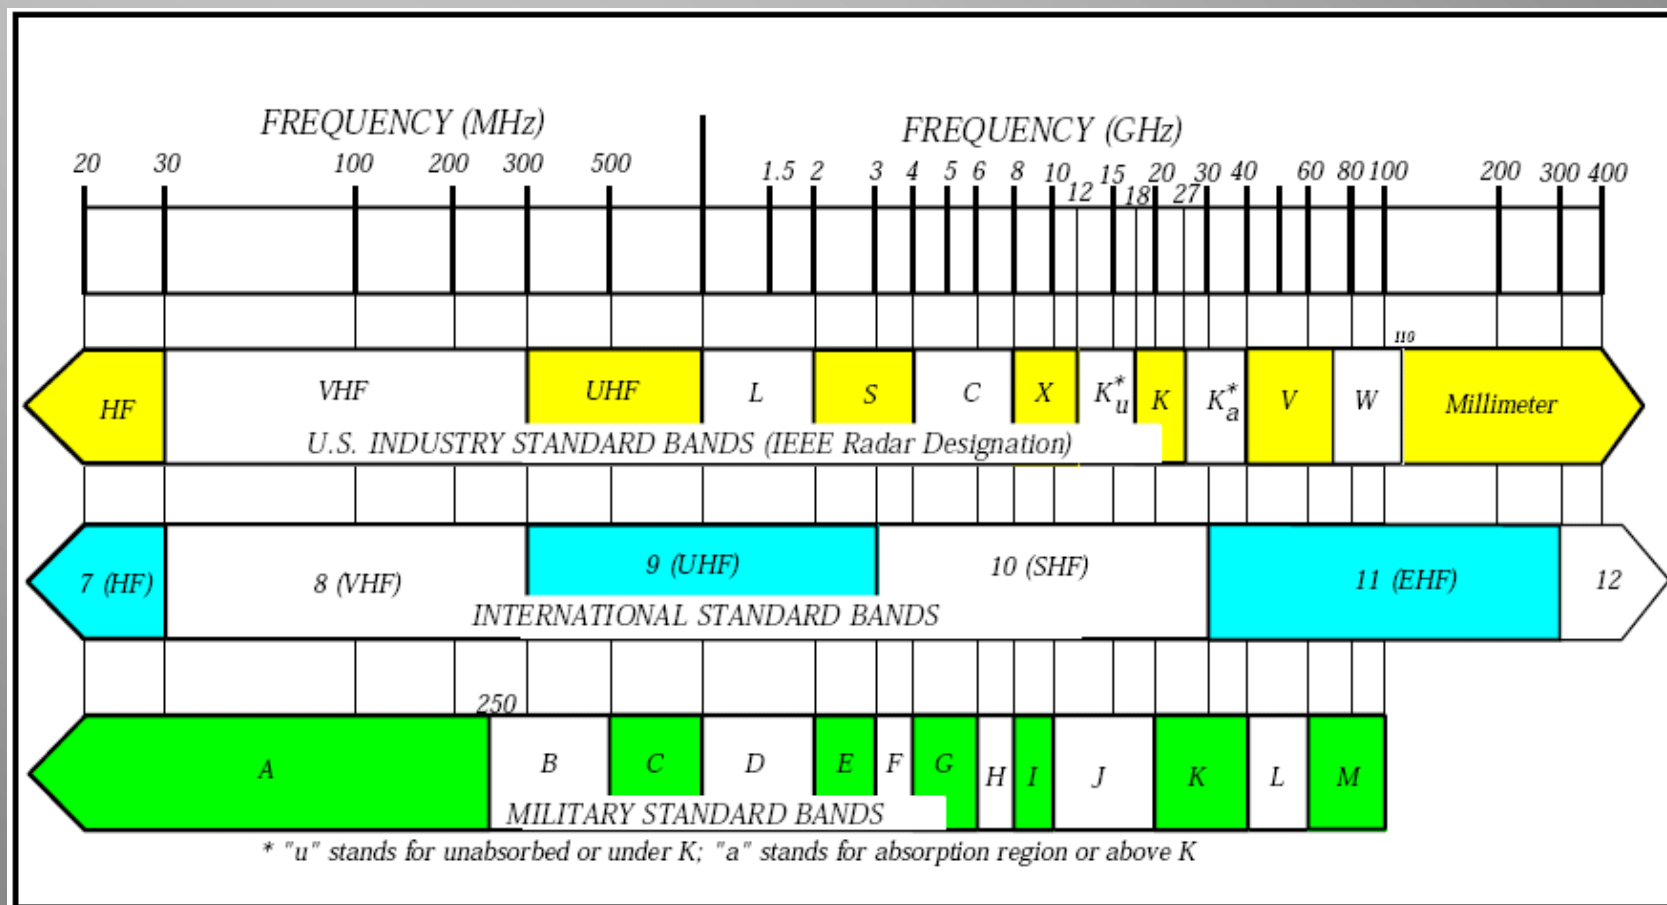 FREQUENCY (MHz) FREQUENCY (GHz)
20 30 100 200 300 500 1.5 2 3 4 5 6 8 10 12 15 18 20 27 30 40 60 80 100 200 300 400
110
HF VHF UHF L S C X K*u K K*a V W Millimeter
U.S. INDUSTRY STANDARD BANDS (IEEE Radar Designation)
7 (HF) 8 (VHF) 9 (UHF) 10 (SHF) 11 (EHF) 12
INTERNATIONAL STANDARD BANDS
250
A B C D E F G H I J K L M
MILITARY STANDARD BANDS
* "u" stands for unabsorbed or under K; "a" stands for absorption region or above K